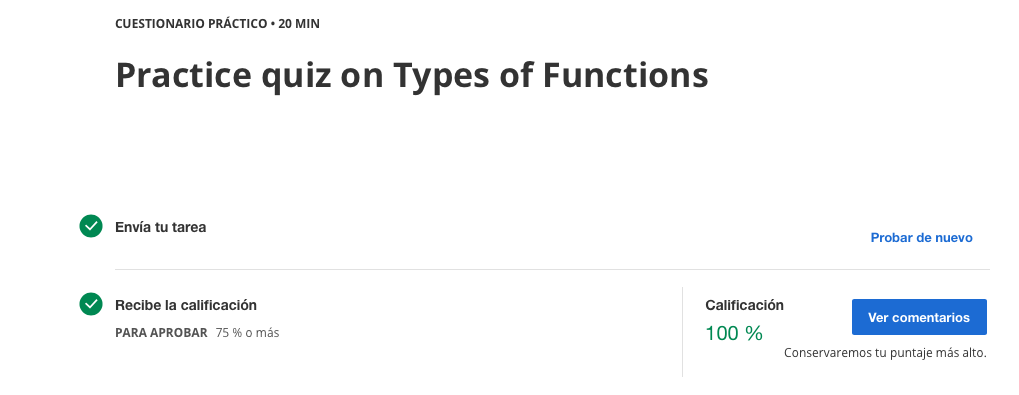 CUESTIONARIO PRÁCTICO • 20 MIN
Practice quiz on Types of Functions
Envía tu tarea
Probar de nuevo
Recibe la calificación
PARA APROBAR 75 % o más
Calificación
100 %
Ver comentarios
Conservaremos tu puntaje más alto.